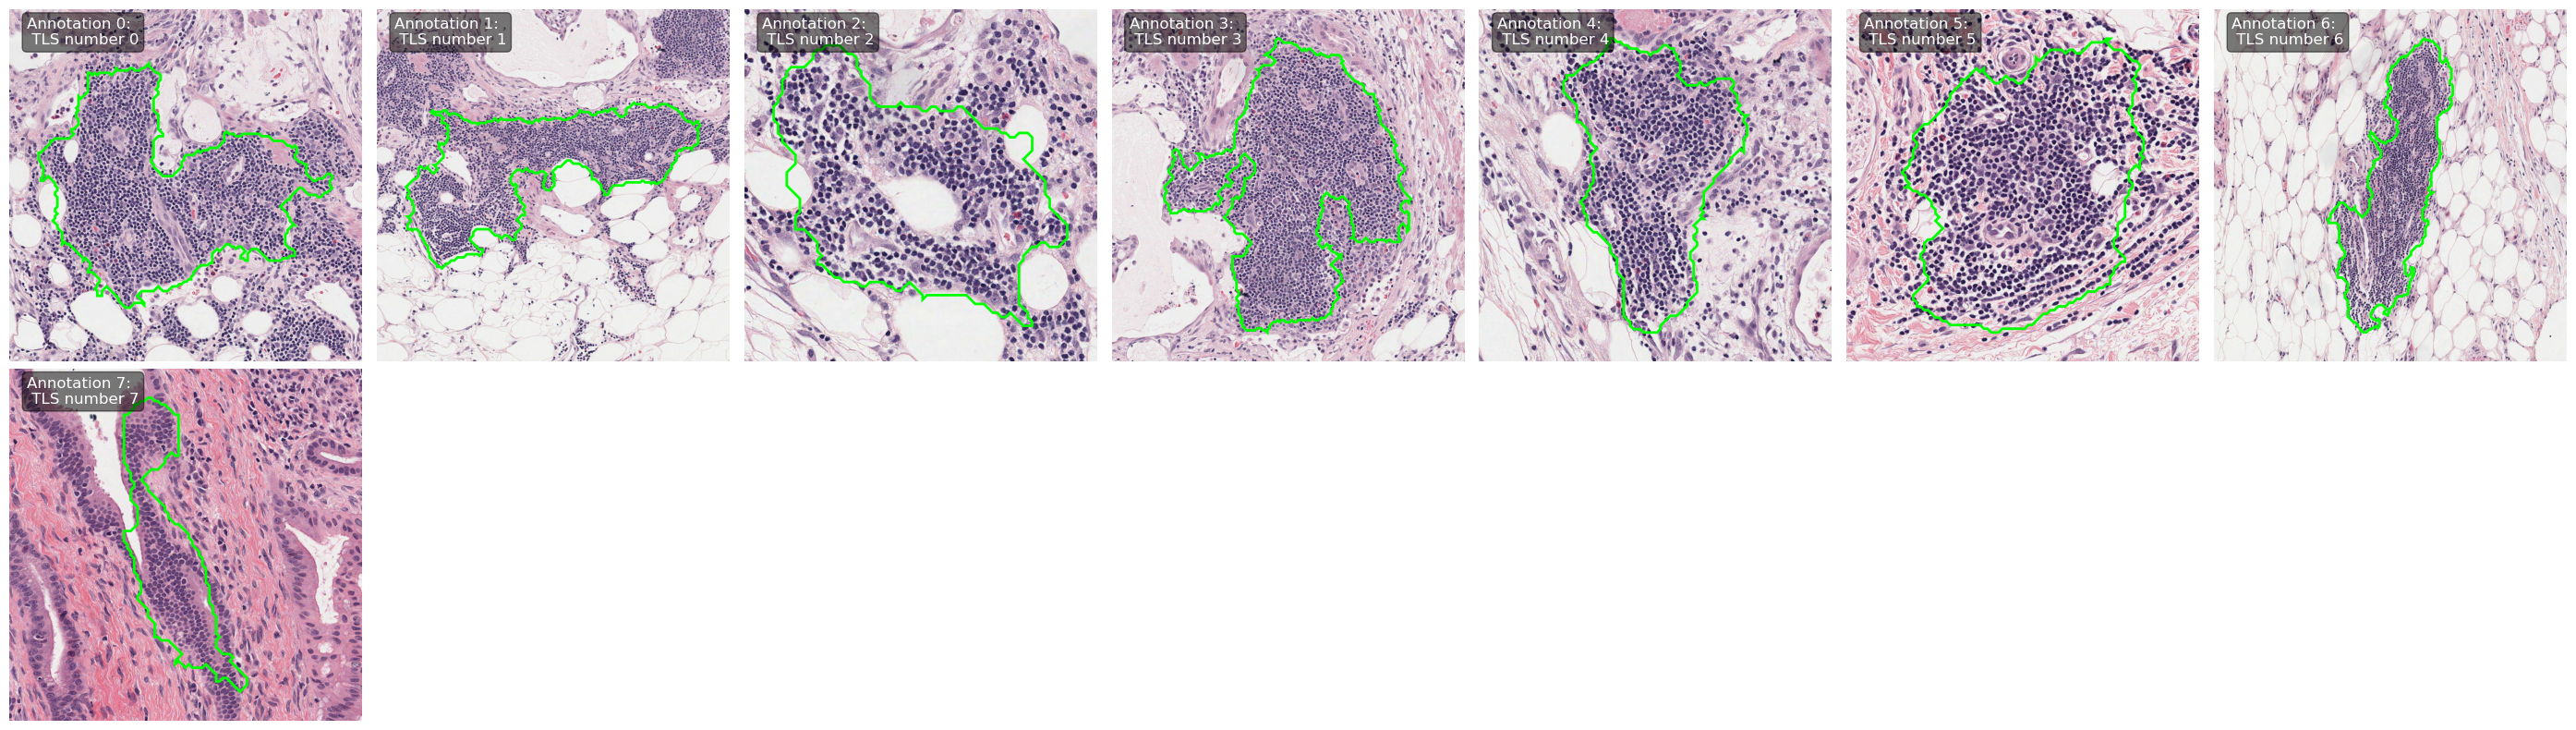 Annotation 0:
TLS number 0
Annotation 1:
TLS number 1
Annotation 2:
TLS number 2
Annotation 3:
TLS number 3
Annotation 4:
TLS number 4
Annotation 5:
TLS number 5
Annotation 6:
TLS number 6
Annotation 7:
TLS number 7